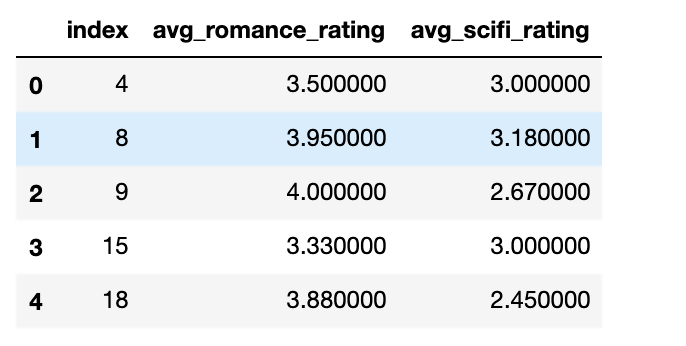 index avg_romance_rating avg_scifi_rating
0 4 3.500000 3.000000
1 8 3.950000 3.180000
2 9 4.000000 2.670000
3 15 3.330000 3.000000
4 18 3.880000 2.450000